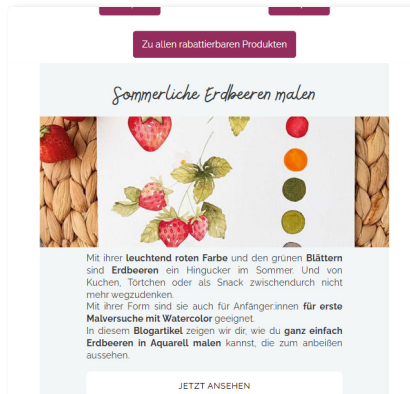 Zu allen rabattierbaren Produkten
Sommerliche Erdbeeren malen
Mit ihrer leuchtend roten Farbe und den grünen Blättern
sind Erdbeeren ein Hingucker im Sommer. Und von
Kuchen, Törtchen oder als Snack zwischendurch nicht
mehr wegzudenken.
Mit ihrer Form sind sie auch für Anfänger:innen für erste
Malversuche mit Watercolor geeignet.
In diesem Blogartikel zeigen wir dir, wie du ganz einfach
Erdbeeren in Aquarell malen kannst, die zum anbeißen
aussehen.
JETZT ANSEHEN